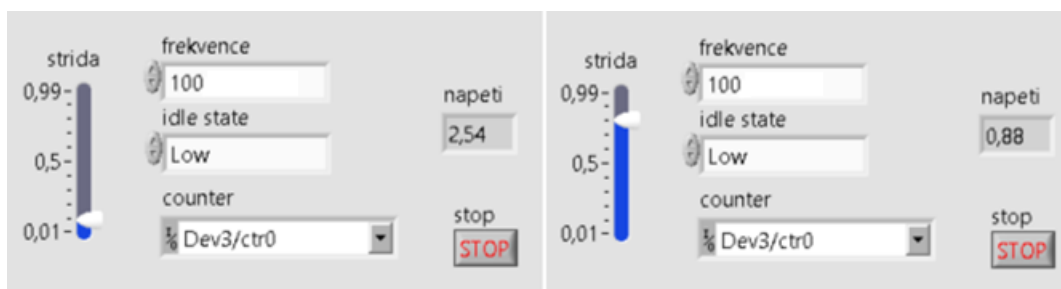 strida
0,99
0,5
0,01
frekvence
100
idle state
Low
counter
Dev3/ctr0
napeti
2,54
stop
STOP
strida
0,99
0,5
0,01
frekvence
100
idle state
Low
counter
Dev3/ctr0
napeti
0,88
stop
STOP